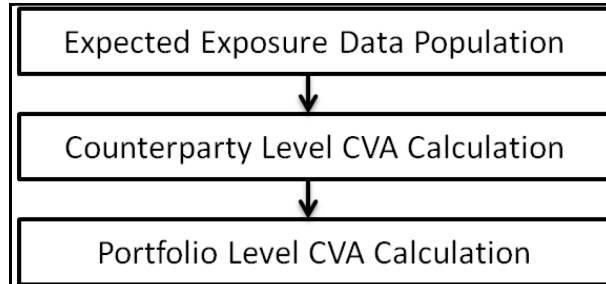 Expected Exposure Data Population
Counterparty Level CVA Calculation
Portfolio Level CVA Calculation